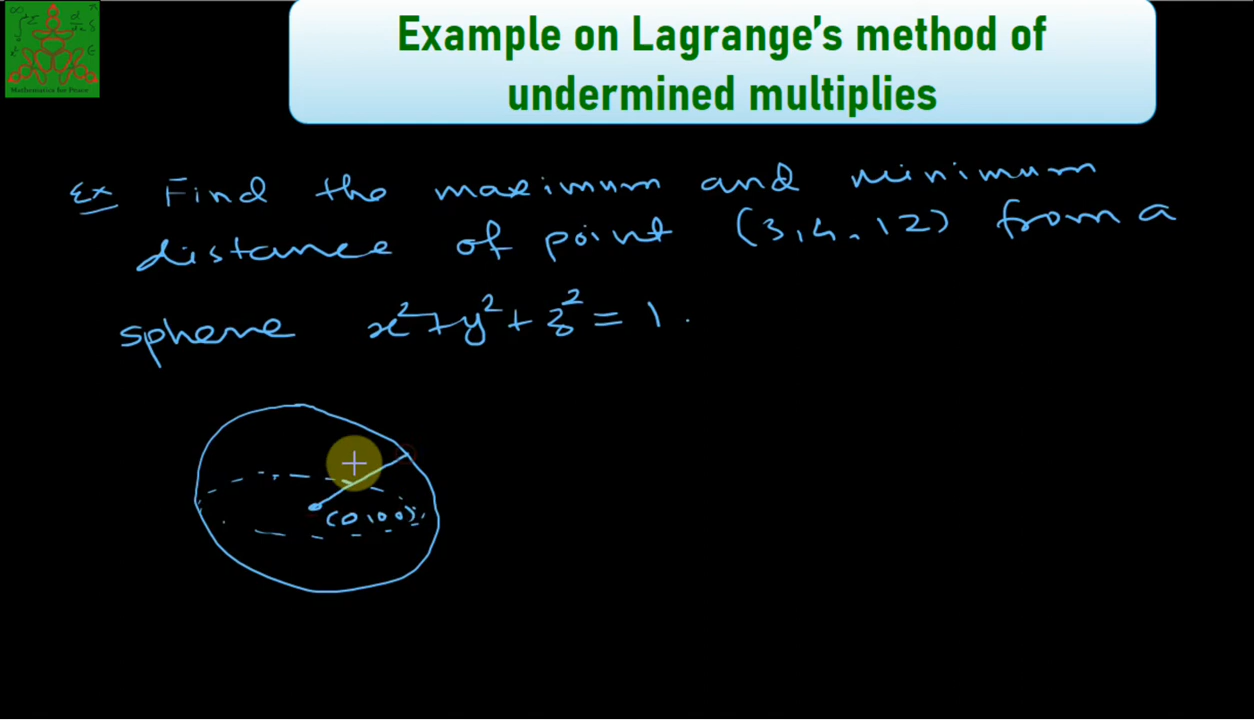 Mathematics for Peace
Example on Lagrange's method of
undermined multiplies
Ex Find the maximum and minimum
distance of point (3,4,12) from a
sphere x²+y²+z²=1.
(0,0,0)